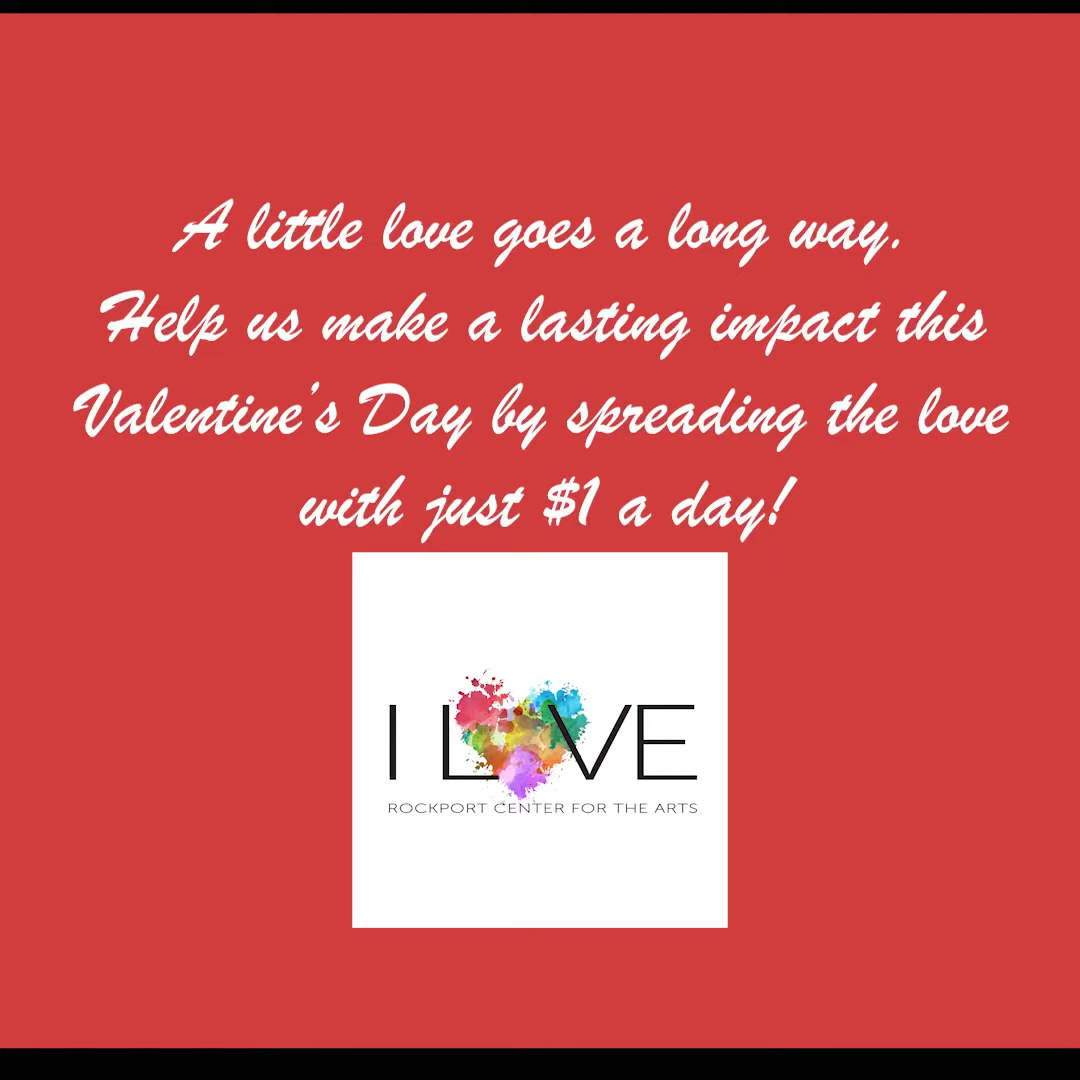 A little love goes a long way.
Help us make a lasting impact this
Valentine's Day by spreading the love
with just $1 a day!
I LOVE
ROCKPORT CENTER FOR THE ARTS